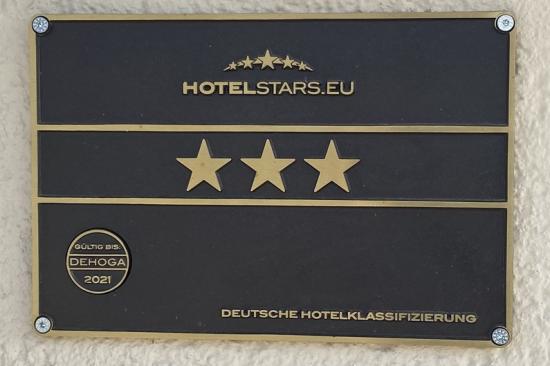 HOTELSTARS.EU
GÜLTIG BIS:
DEHOGA
2021
DEUTSCHE HOTELKLASSIFIZIERUNG